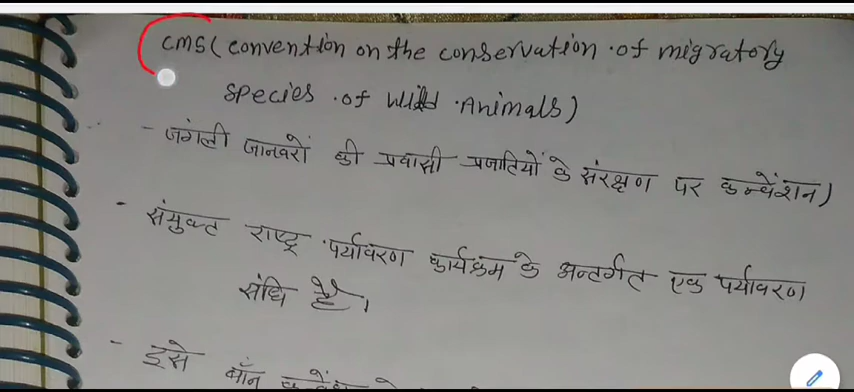 CMS (convention on the conservation of migratory
species of Wild Animals)
- जंगली जानवरों की प्रवासी प्रजातियों के संरक्षण पर कन्वेंशन)
- संयुक्त राष्ट्र पर्यावरण कार्यक्रम के अन्तर्गत एक पर्यावरण
संधि है।
- इसे बॉन